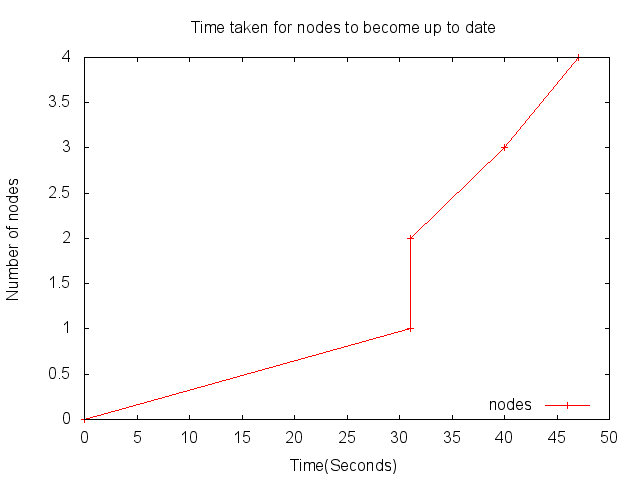 Time taken for nodes to become up to date
4
3.5
3
2.5
2
1.5
1
0.5
0
Number of nodes
nodes
0 5 10 15 20 25 30 35 40 45 50
Time(Seconds)